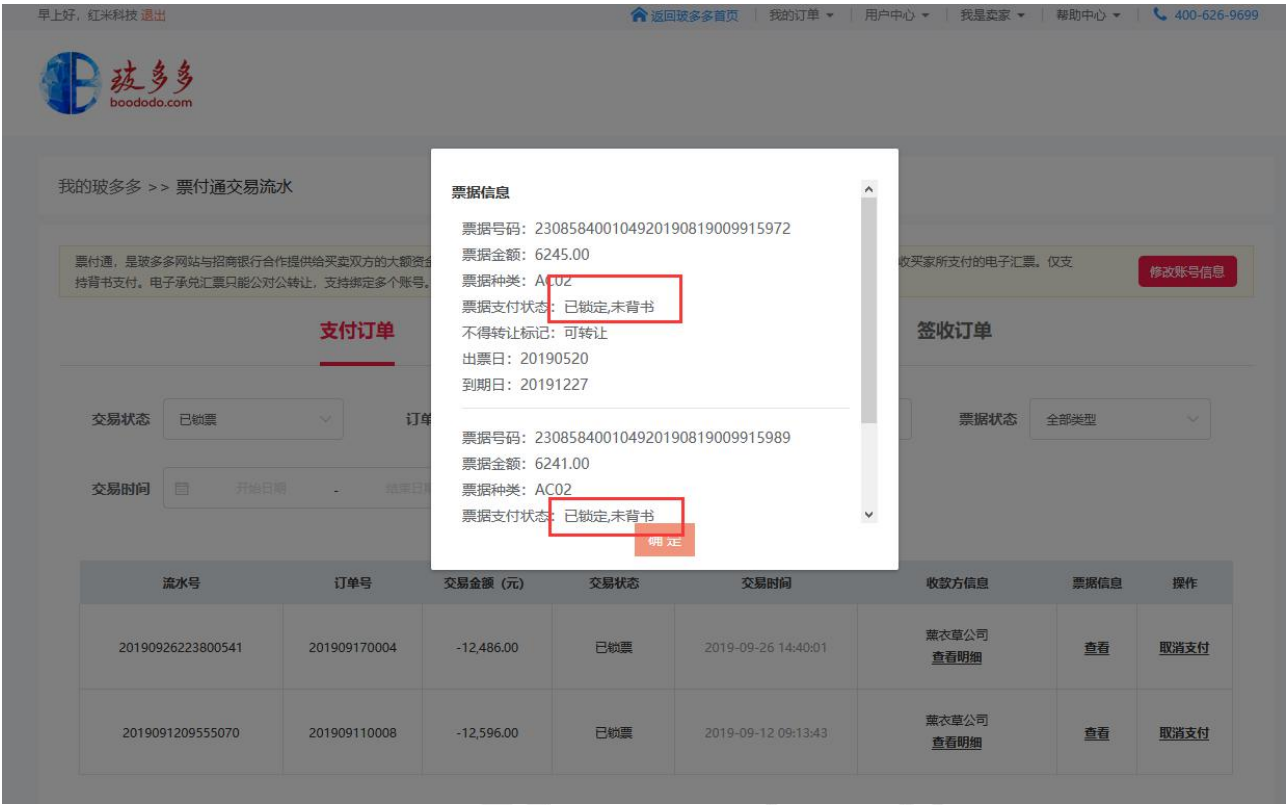 早上好，红米科技 退出
返回玻多多首页
我的订单
用户中心
我是卖家
帮助中心
400-626-9699
玻多多
boododo.com
我的玻多多 >> 票付通交易流水
票付通，是玻多多网站与招商银行合作提供给买卖双方的大额资
收买家所支付的电子汇票。仅支
持背书支付。电子承兑汇票只能公对公转让，支持绑定多个账号。
修改账号信息
支付订单
签收订单
交易状态 已锁票
订单
票据状态 全部类型
交易时间 开始日期 - 结束日期
票据信息
票据号码：230858400104920190819009915972
票据金额：6245.00
票据种类：AC02
票据支付状态：已锁定,未背书
不得转让标记：可转让
出票日：20190520
到期日：20191227
票据号码：230858400104920190819009915989
票据金额：6241.00
票据种类：AC02
票据支付状态：已锁定,未背书
确 定
流水号 订单号 交易金额（元） 交易状态 交易时间 收款方信息 票据信息 操作
20190926223800541 201909170004 -12,486.00 已锁票 2019-09-26 14:40:01 薰衣草公司 查看 取消支付
查看明细
2019091209555070 201909110008 -12,596.00 已锁票 2019-09-12 09:13:43 薰衣草公司 查看 取消支付
查看明细